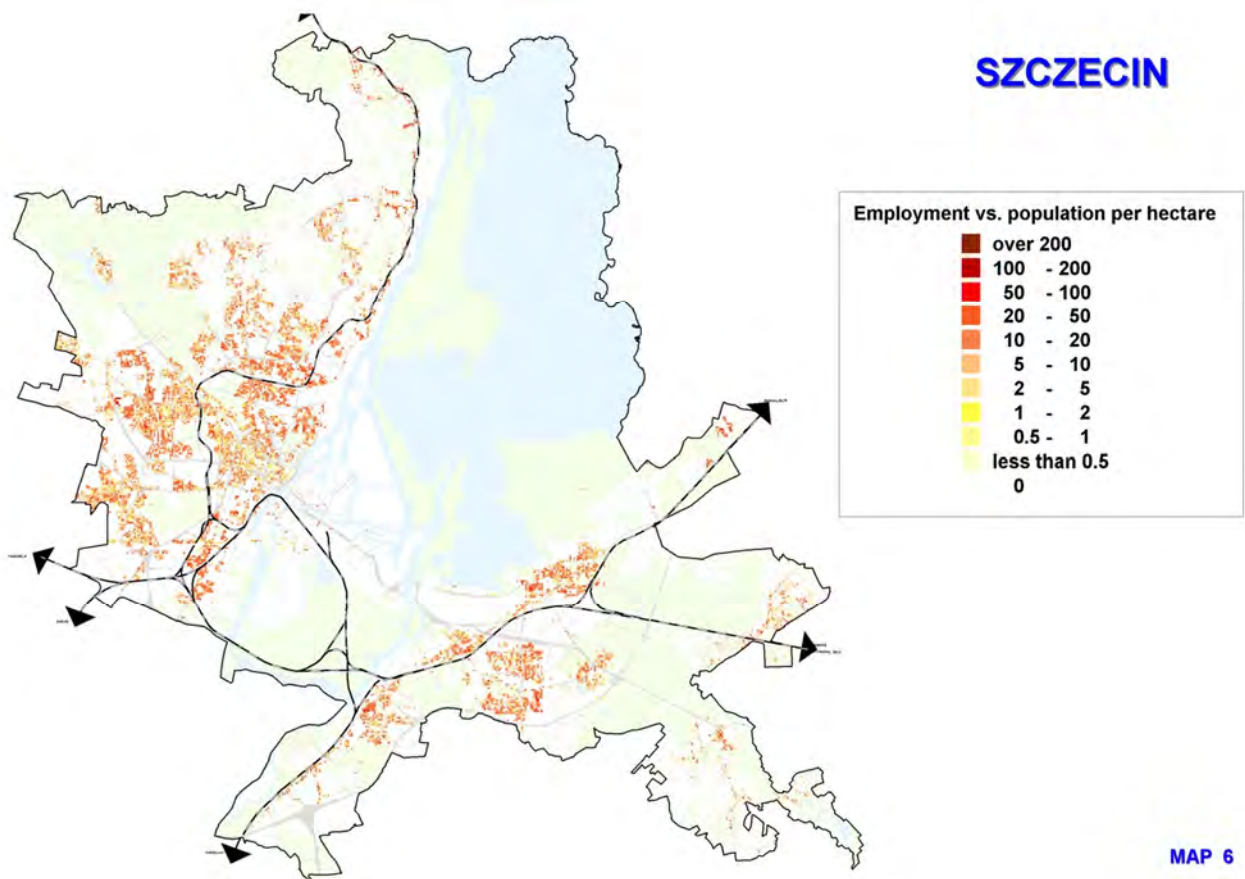 SZCZECIN
Employment vs. population per hectare
over 200
100 - 200
50 - 100
20 - 50
10 - 20
5 - 10
2 - 5
1 - 2
0.5 - 1
less than 0.5
0
MAP 6